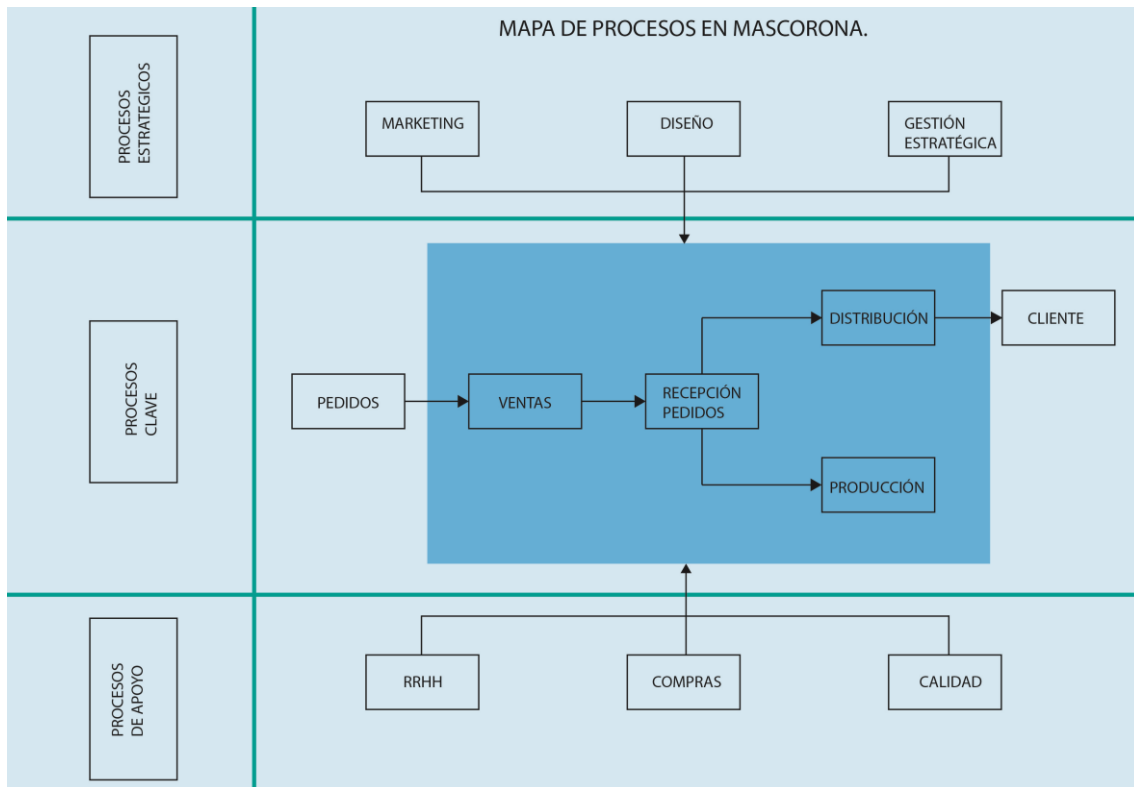 MAPA DE PROCESOS EN MASCORONA.
PROCESOS
ESTRATEGICOS
MARKETING
DISEÑO
GESTIÓN
ESTRATÉGICA
PROCESOS
CLAVE
PEDIDOS
VENTAS
RECEPCIÓN
PEDIDOS
DISTRIBUCIÓN
CLIENTE
PRODUCCIÓN
PROCESOS
DE APOYO
RRHH
COMPRAS
CALIDAD